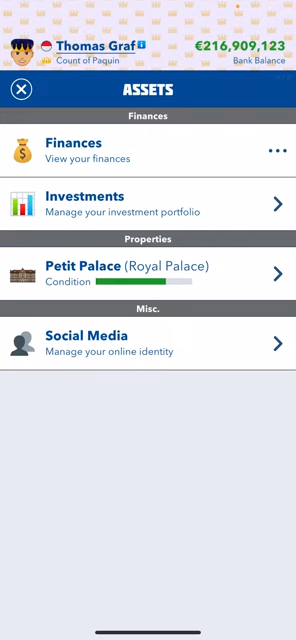 Thomas Graf
€216,909,123
Count of Paquin
Bank Balance
ASSETS
Finances
Finances
View your finances
Investments
Manage your investment portfolio
Properties
Petit Palace (Royal Palace)
Condition
Misc.
Social Media
Manage your online identity